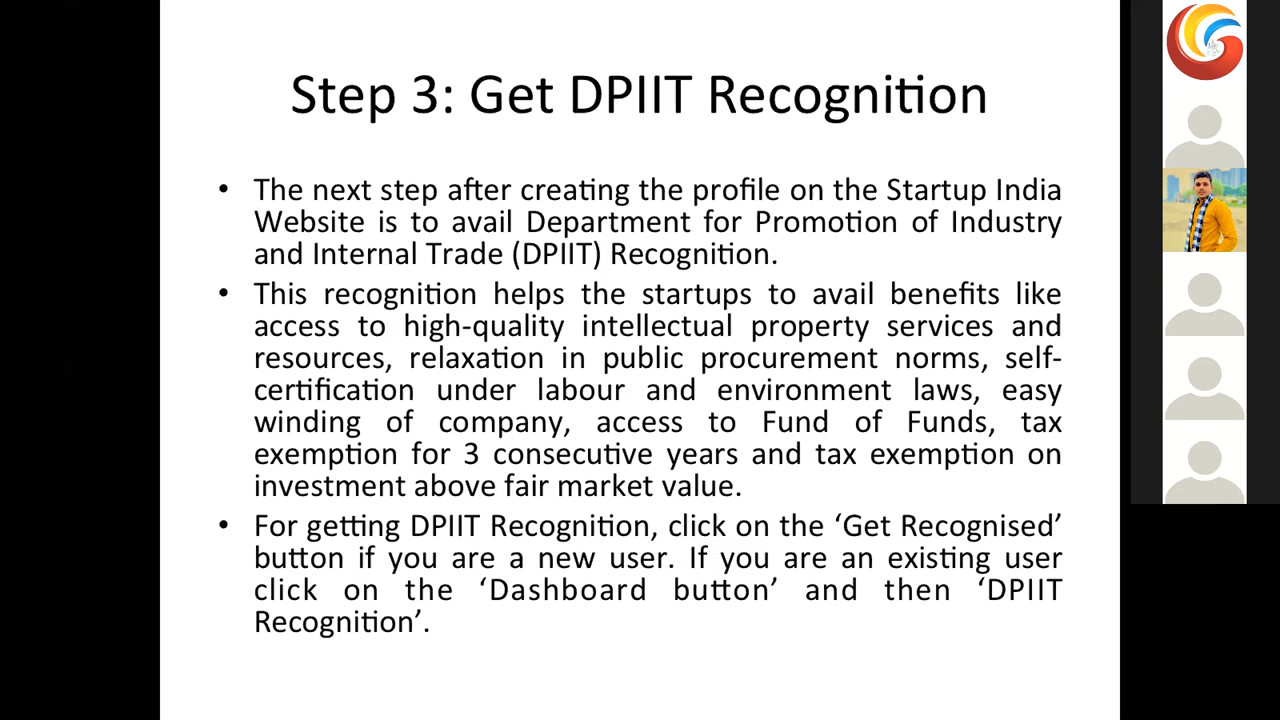 Step 3: Get DPIIT Recognition
• The next step after creating the profile on the Startup India
Website is to avail Department for Promotion of Industry
and Internal Trade (DPIIT) Recognition.
• This recognition helps the startups to avail benefits like
access to high-quality intellectual property services and
resources, relaxation in public procurement norms, self-
certification under labour and environment laws, easy
winding of company, access to Fund of Funds, tax
exemption for 3 consecutive years and tax exemption on
investment above fair market value.
• For getting DPIIT Recognition, click on the ‘Get Recognised’
button if you are a new user. If you are an existing user
click on the ‘Dashboard button’ and then ‘DPIIT
Recognition’.